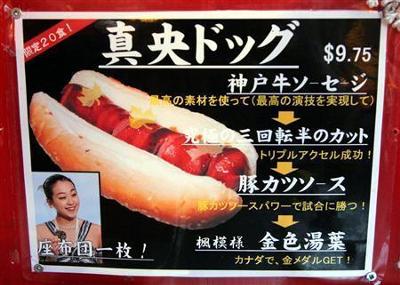 限定20食！
真央ドッグ
$9.75
神戸牛ソーセージ
最高の素材を使って(最高の演技を実現して)
究極の三回転半のカット
トリプルアクセル成功！
豚カツソース
豚カツソースパワーで試合に勝つ！
座布団一枚！
楓模様 金色湯葉
カナダで、金メダルGET！